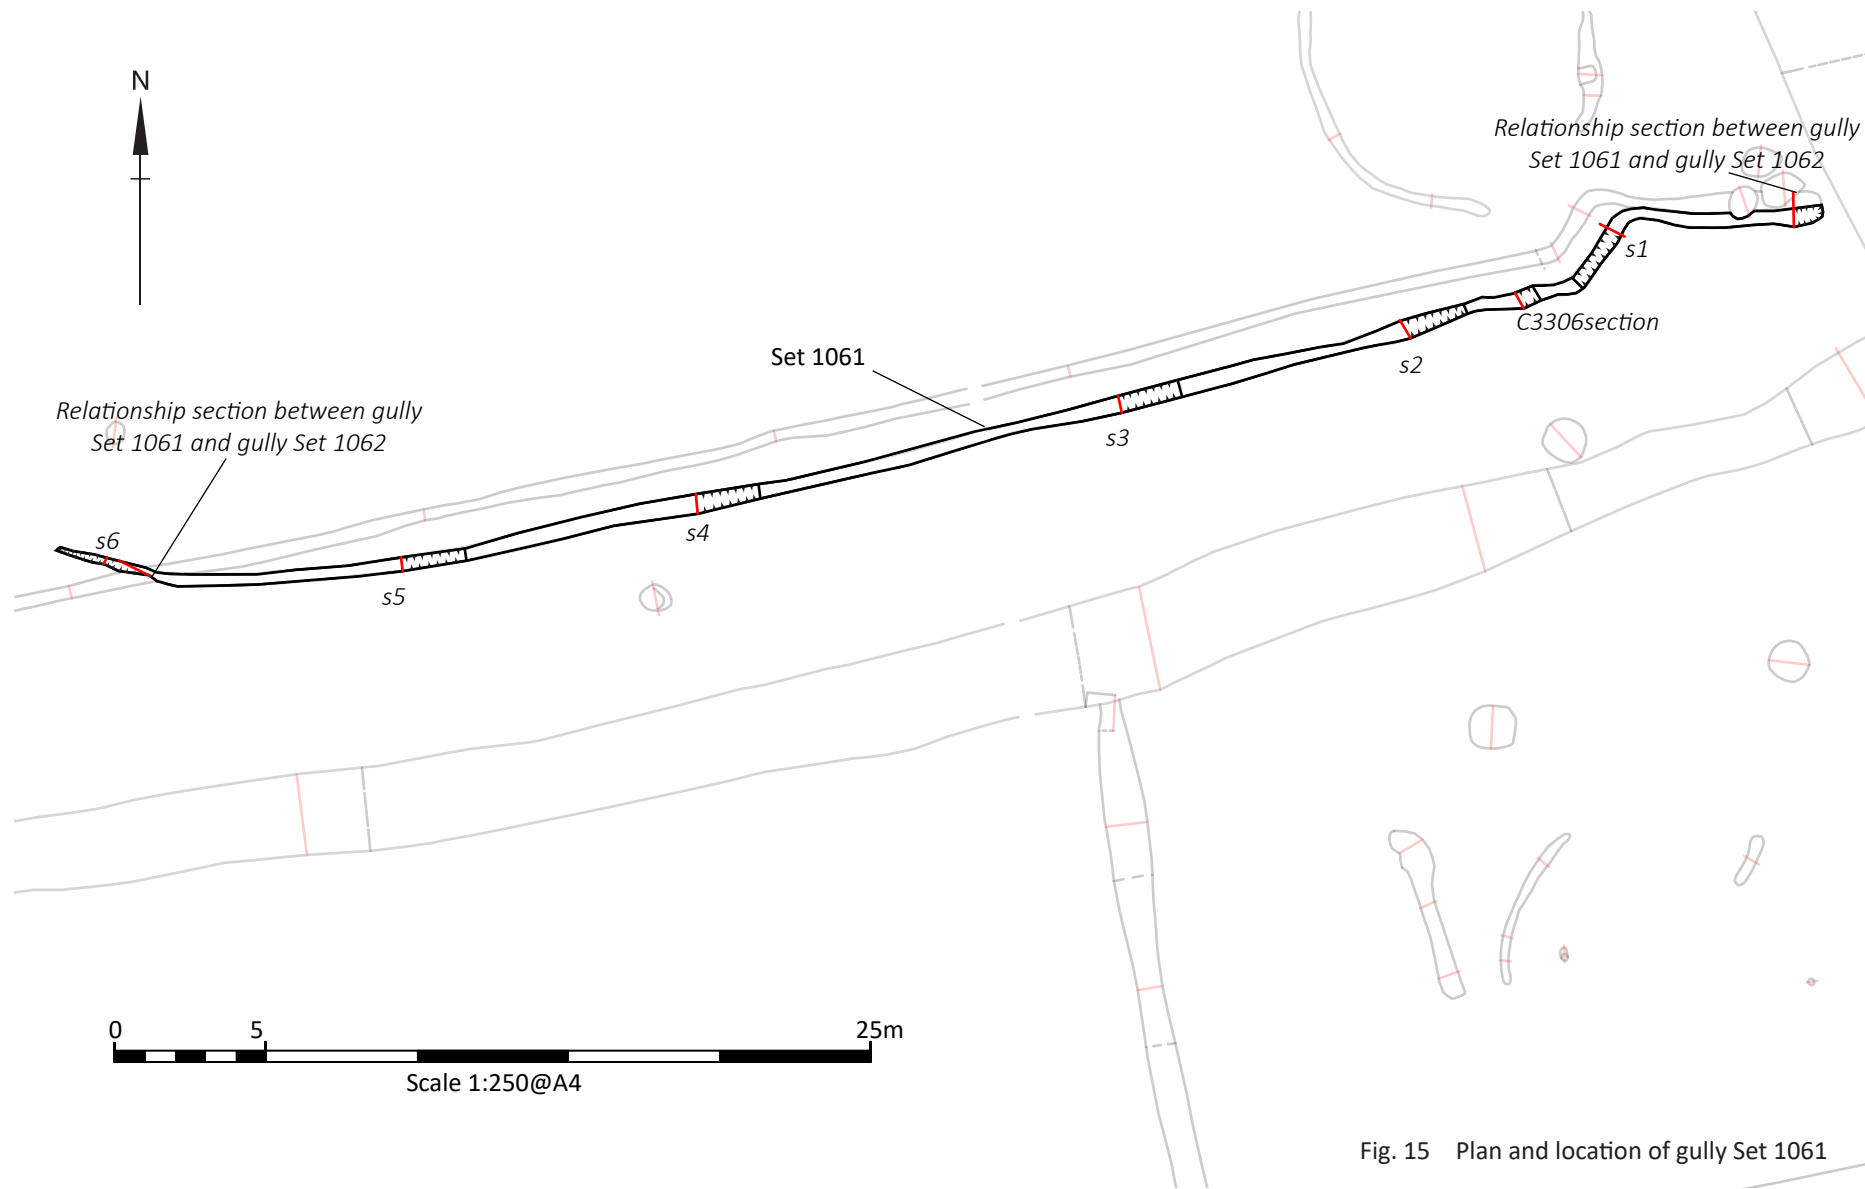 N
Relationship section between gully
Set 1061 and gully Set 1062
s1
C3306section
s2
Set 1061
s3
Relationship section between gully
Set 1061 and gully Set 1062
s4
s6
s5
0 5 25m
Scale 1:250@A4
Fig. 15 Plan and location of gully Set 1061